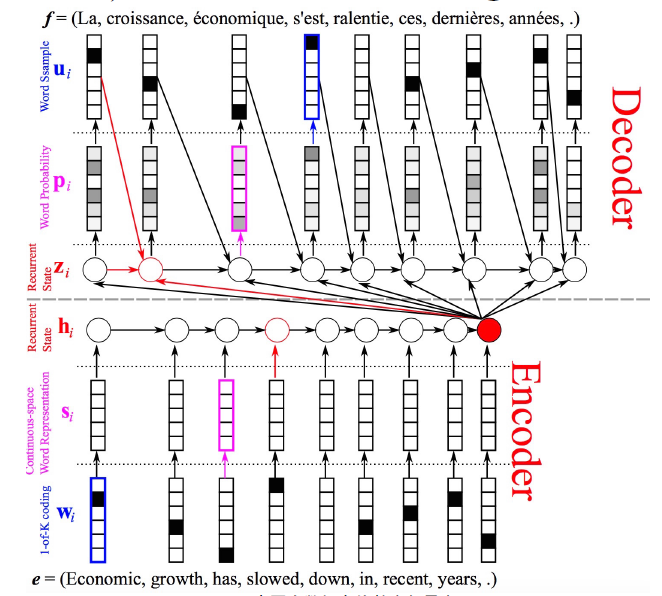 f = (La, croissance, économique, s'est, ralentie, ces, dernières, années, .)
Word Ssample
u_i
Word Probability
p_i
Recurrent
State
z_i
Decoder
Recurrent
State
h_i
Continuous-space
Word Representation
s_i
1-of-K coding
w_i
Encoder
e = (Economic, growth, has, slowed, down, in, recent, years, .)